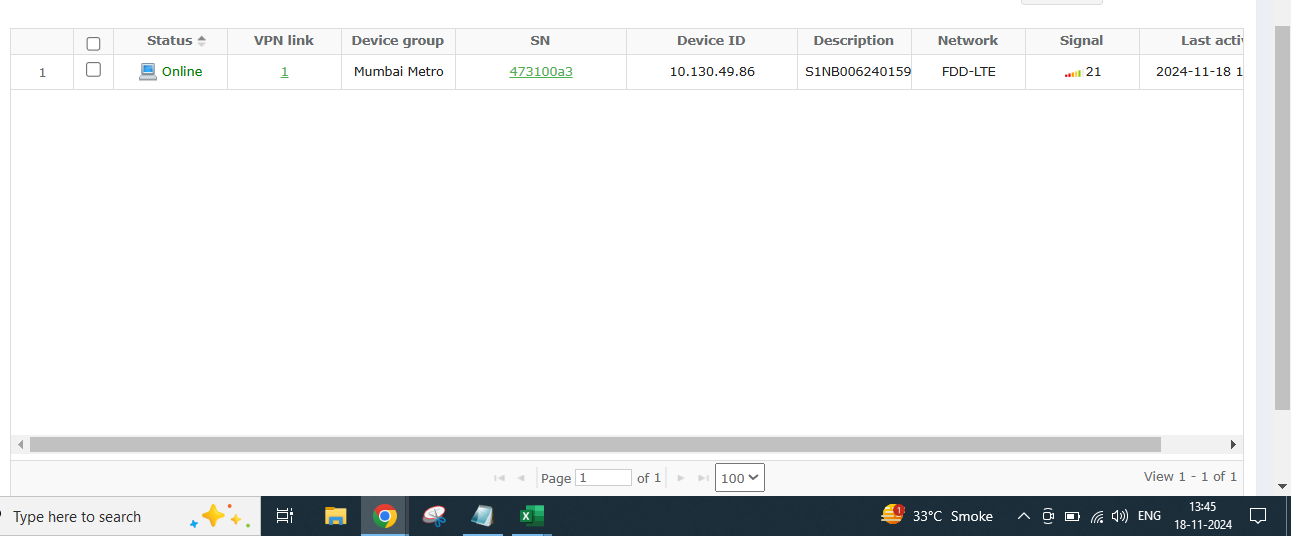 Status VPN link Device group SN Device ID Description Network Signal Last activ
1 Online 1 Mumbai Metro 473100a3 10.130.49.86 S1NB006240159 FDD-LTE 21 2024-11-18 1
Page 1 of 1 100 View 1 - 1 of 1
Type here to search 1 33°C Smoke ENG 13:45
18-11-2024